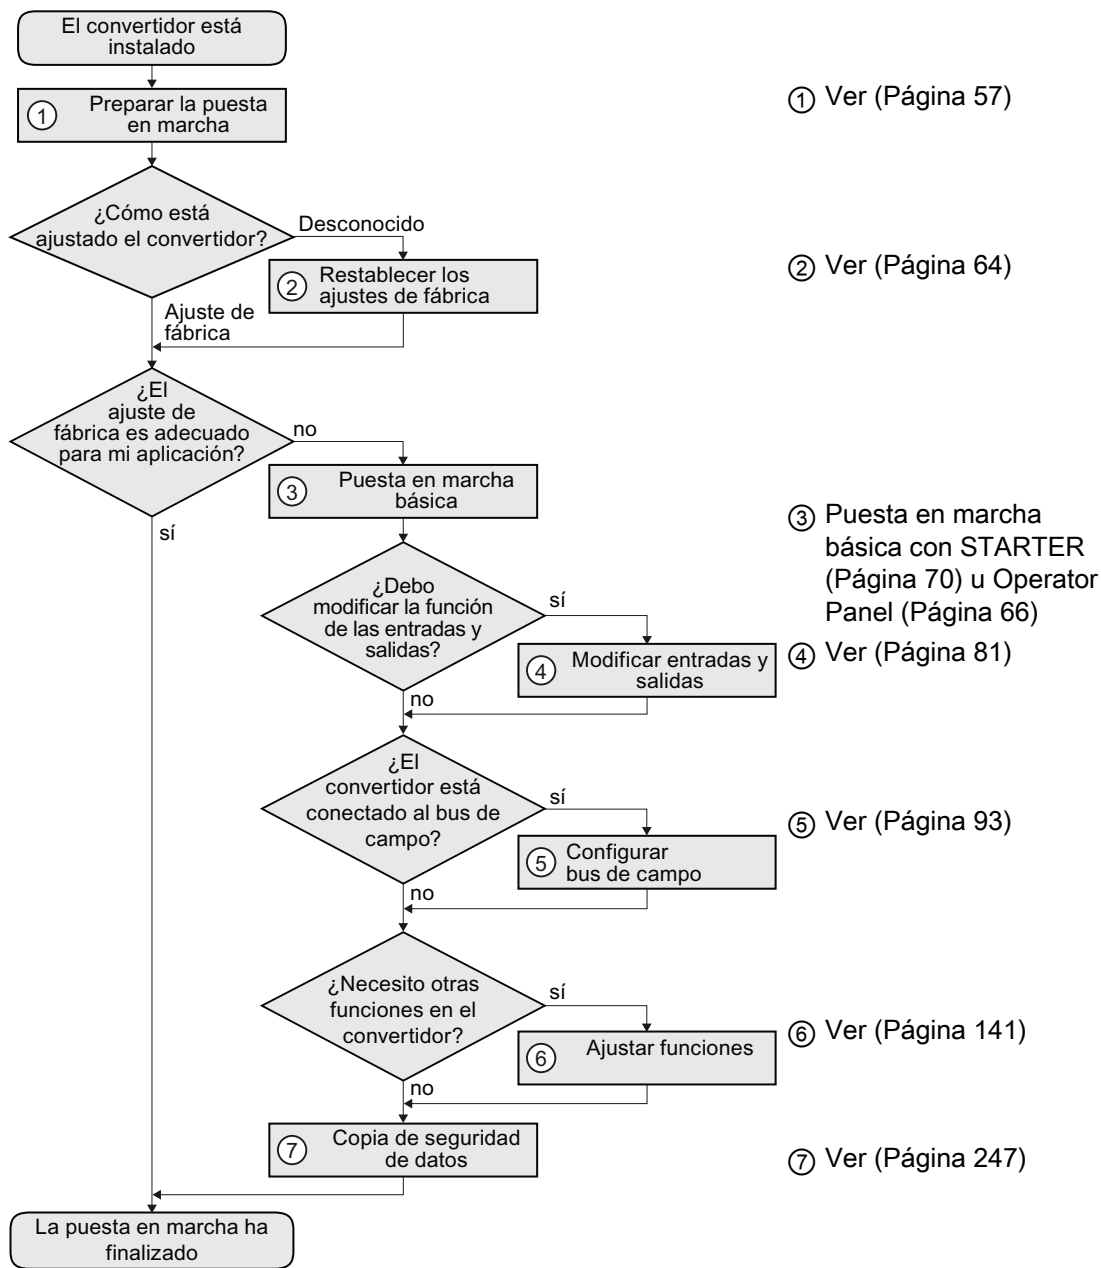 El convertidor está
instalado
① Preparar la puesta
en marcha
① Ver (Página 57)
¿Cómo está
ajustado el convertidor?
Desconocido
② Restablecer los
ajustes de fábrica
② Ver (Página 64)
Ajuste de
fábrica
¿El
ajuste de
fábrica es adecuado
para mi aplicación?
no
sí
③ Puesta en marcha
básica
③ Puesta en marcha
básica con STARTER
(Página 70) u Operator
Panel (Página 66)
¿Debo
modificar la función
de las entradas y
salidas?
sí
④ Modificar entradas y
salidas
④ Ver (Página 81)
no
¿El
convertidor está
conectado al bus de
campo?
sí
⑤ Configurar
bus de campo
⑤ Ver (Página 93)
no
¿Necesito otras
funciones en el
convertidor?
sí
⑥ Ajustar funciones
⑥ Ver (Página 141)
no
⑦ Copia de seguridad
de datos
⑦ Ver (Página 247)
La puesta en marcha ha
finalizado